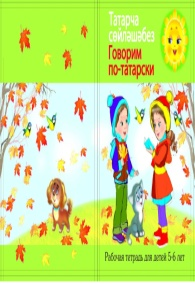 Татарча
сөйләшәбез
Говорим
по-татарски
Рабочая тетрадь для детей 5-6 лет